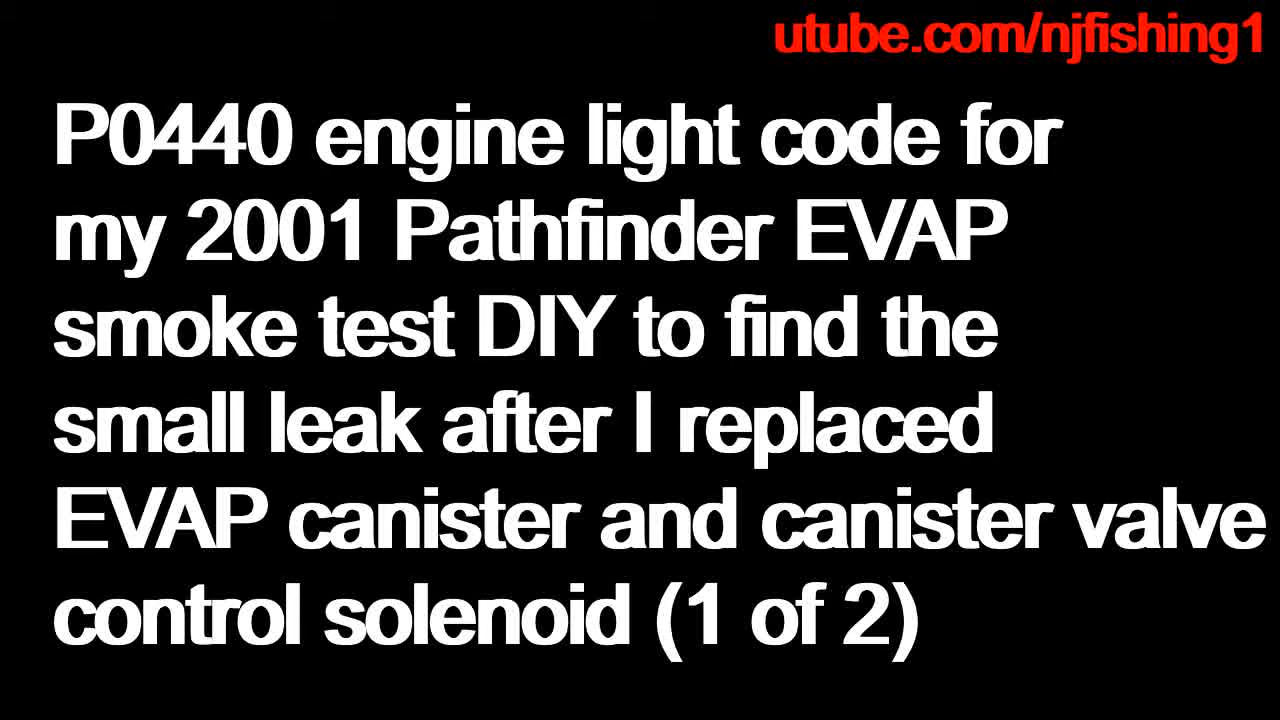 utube.com/njfishing1
P0440 engine light code for
my 2001 Pathfinder EVAP
smoke test DIY to find the
small leak after I replaced
EVAP canister and canister valve
control solenoid (1 of 2)